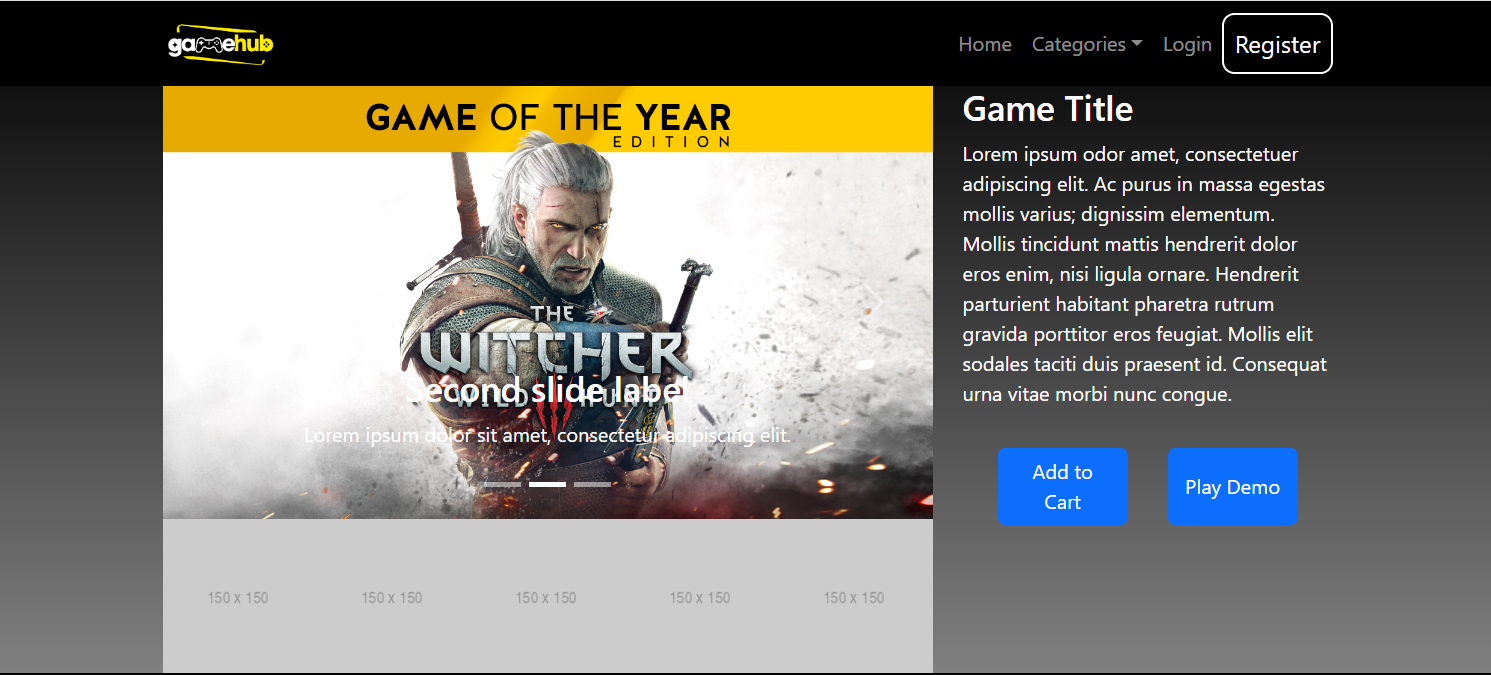 gamehub
Home Categories Login Register
GAME OF THE YEAR
EDITION
THE
WITCHER
WILD HUNT
Second slide label
Lorem ipsum dolor sit amet, consectetur adipiscing elit.
150 x 150 150 x 150 150 x 150 150 x 150 150 x 150
Game Title
Lorem ipsum odor amet, consectetuer
adipiscing elit. Ac purus in massa egestas
mollis varius; dignissim elementum.
Mollis tincidunt mattis hendrerit dolor
eros enim, nisi ligula ornare. Hendrerit
parturient habitant pharetra rutrum
gravida porttitor eros feugiat. Mollis elit
sodales taciti duis praesent id. Consequat
urna vitae morbi nunc congue.
Add to
Cart
Play Demo